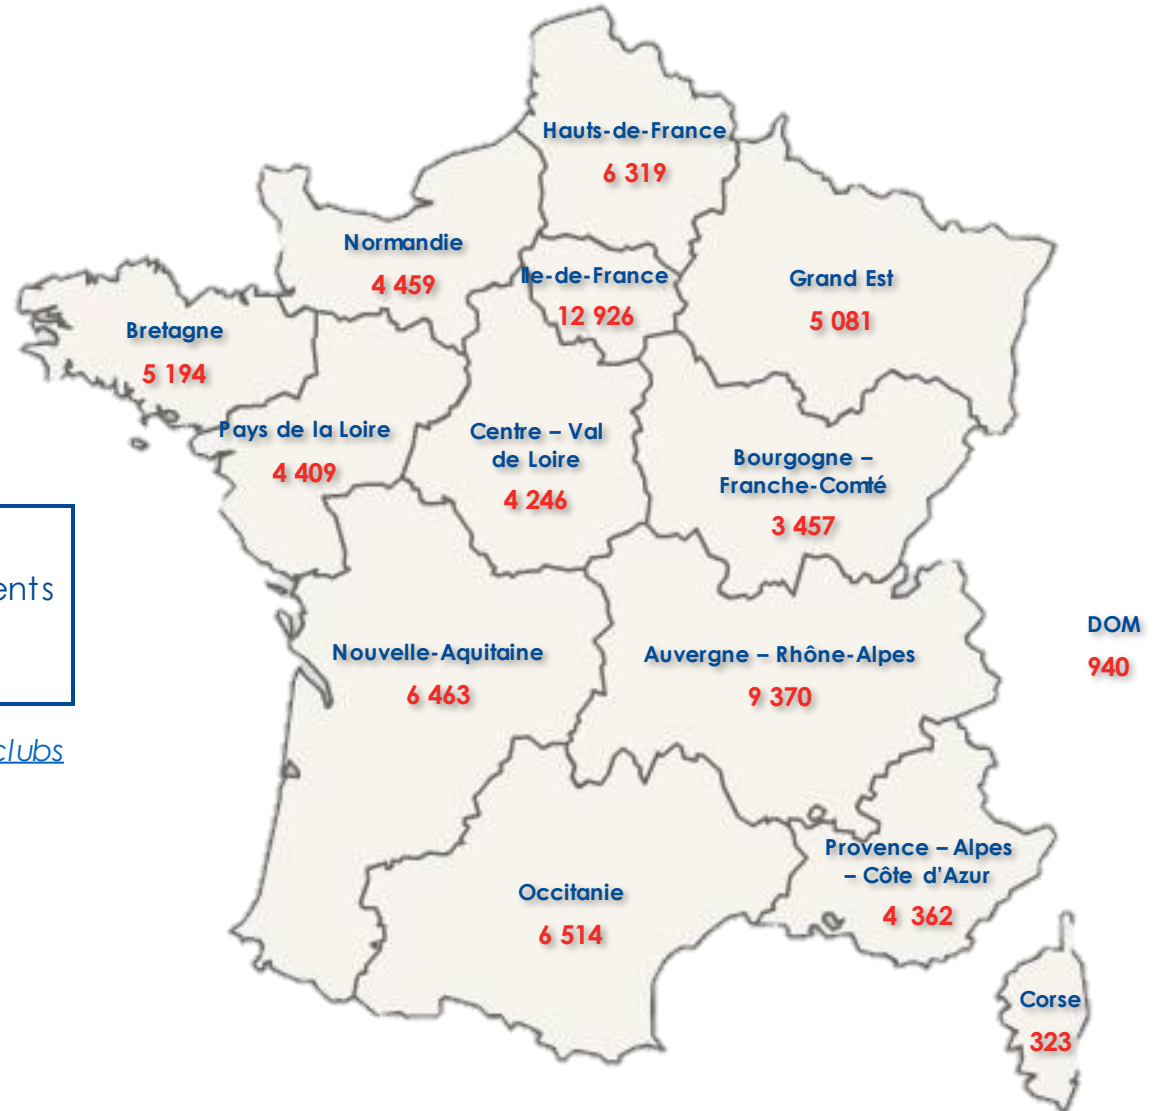 Hauts-de-France
6 319
Normandie
4 459
Ile-de-France
12 926
Grand Est
5 081
Bretagne
5 194
Pays de la Loire
4 409
Centre – Val
de Loire
4 246
Bourgogne –
Franche-Comté
3 457
ents
clubs
Nouvelle-Aquitaine
6 463
Auvergne – Rhône-Alpes
9 370
DOM
940
Provence – Alpes
– Côte d'Azur
4 362
Occitanie
6 514
Corse
323